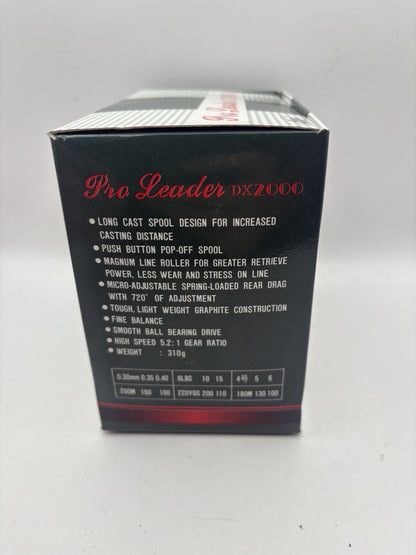 Pro Leader DX2000
Pro Leader DX2000
● LONG CAST SPOOL DESIGN FOR INCREASED
CASTING DISTANCE
● PUSH BUTTON POP-OFF SPOOL
● MAGNUM LINE ROLLER FOR GREATER RETRIEVE
POWER, LESS WEAR AND STRESS ON LINE
● MICRO-ADJUSTABLE SPRING-LOADED REAR DRAG
WITH 720° OF ADJUSTMENT
● TOUGH, LIGHT WEIGHT GRAPHITE CONSTRUCTION
● FINE BALANCE
● SMOOTH BALL BEARING DRIVE
● HIGH SPEED 5.2:1 GEAR RATIO
● WEIGHT : 310g
0.30mm 0.35 0.40 8LBS 10 15 4号 5 6
200M 160 100 220YDS 200 110 180M 130 100